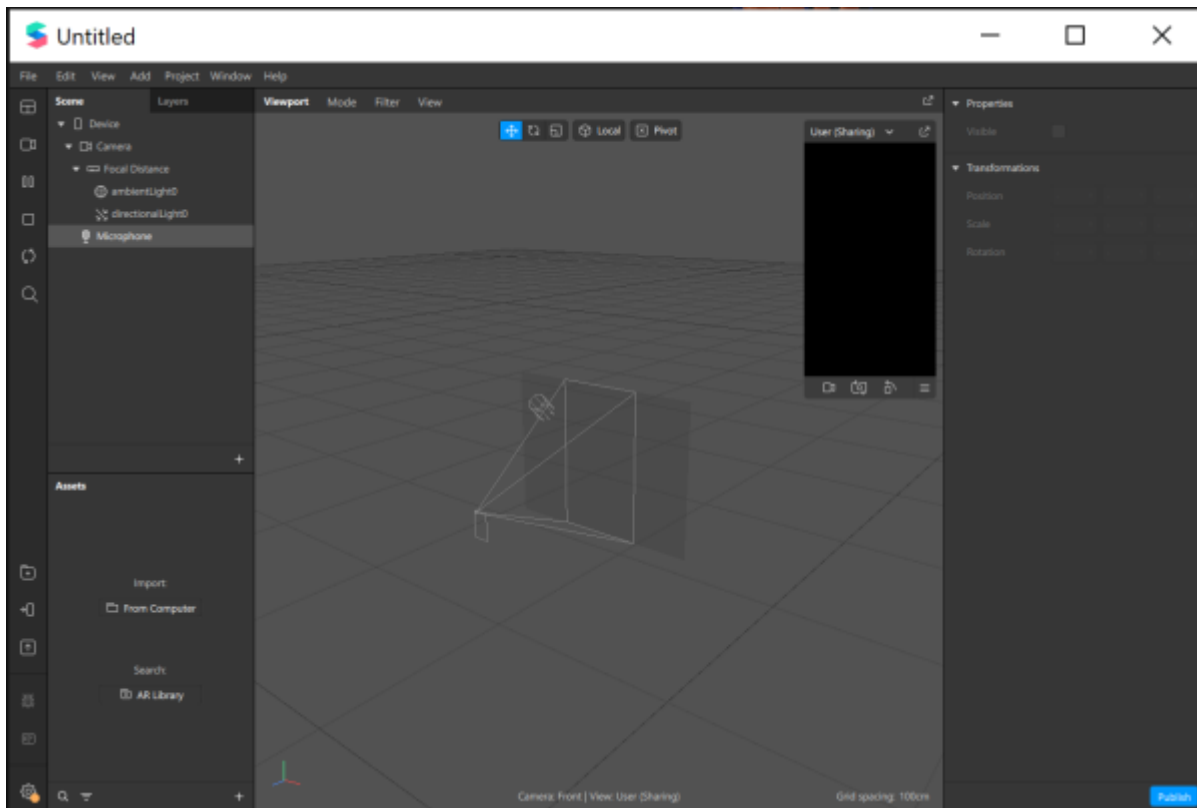 Untitled
File Edit View Add Project Window Help
Scene Layers
Device
Camera
Focal Distance
ambientLight0
directionalLight0
Microphone
Assets
Import:
From Computer
Search:
AR Library
Viewport Mode Filter View
Local Pivot
User (Sharing)
Camera: Front | View: User (Sharing)
Grid spacing: 100cm
Properties
Visible
Transformations
Position
Scale
Rotation
Publish